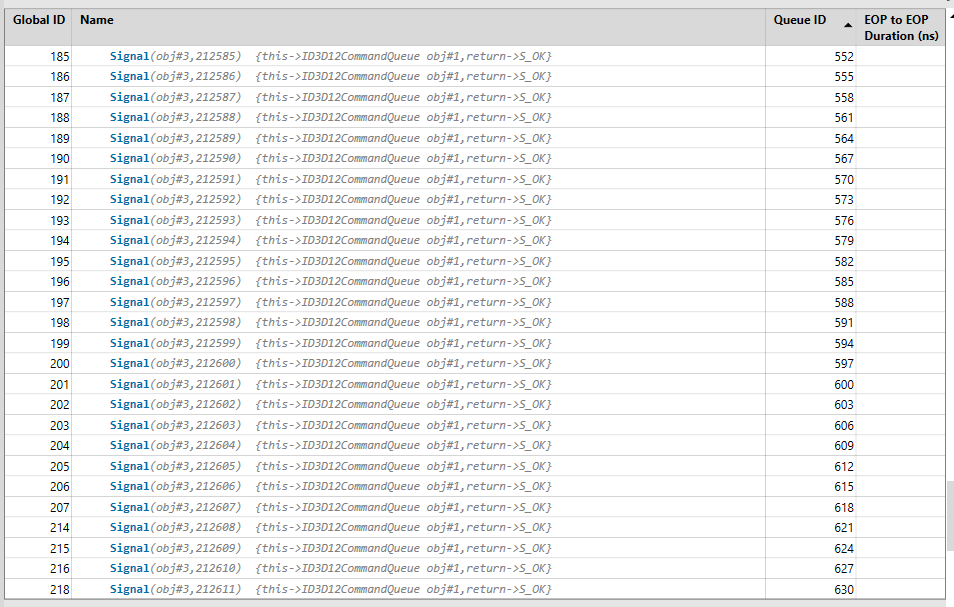 Global ID Name Queue ID EOP to EOP
Duration (ns)
185 Signal(obj#3,212585) {this->ID3D12CommandQueue obj#1,return->S_OK} 552
186 Signal(obj#3,212586) {this->ID3D12CommandQueue obj#1,return->S_OK} 555
187 Signal(obj#3,212587) {this->ID3D12CommandQueue obj#1,return->S_OK} 558
188 Signal(obj#3,212588) {this->ID3D12CommandQueue obj#1,return->S_OK} 561
189 Signal(obj#3,212589) {this->ID3D12CommandQueue obj#1,return->S_OK} 564
190 Signal(obj#3,212590) {this->ID3D12CommandQueue obj#1,return->S_OK} 567
191 Signal(obj#3,212591) {this->ID3D12CommandQueue obj#1,return->S_OK} 570
192 Signal(obj#3,212592) {this->ID3D12CommandQueue obj#1,return->S_OK} 573
193 Signal(obj#3,212593) {this->ID3D12CommandQueue obj#1,return->S_OK} 576
194 Signal(obj#3,212594) {this->ID3D12CommandQueue obj#1,return->S_OK} 579
195 Signal(obj#3,212595) {this->ID3D12CommandQueue obj#1,return->S_OK} 582
196 Signal(obj#3,212596) {this->ID3D12CommandQueue obj#1,return->S_OK} 585
197 Signal(obj#3,212597) {this->ID3D12CommandQueue obj#1,return->S_OK} 588
198 Signal(obj#3,212598) {this->ID3D12CommandQueue obj#1,return->S_OK} 591
199 Signal(obj#3,212599) {this->ID3D12CommandQueue obj#1,return->S_OK} 594
200 Signal(obj#3,212600) {this->ID3D12CommandQueue obj#1,return->S_OK} 597
201 Signal(obj#3,212601) {this->ID3D12CommandQueue obj#1,return->S_OK} 600
202 Signal(obj#3,212602) {this->ID3D12CommandQueue obj#1,return->S_OK} 603
203 Signal(obj#3,212603) {this->ID3D12CommandQueue obj#1,return->S_OK} 606
204 Signal(obj#3,212604) {this->ID3D12CommandQueue obj#1,return->S_OK} 609
205 Signal(obj#3,212605) {this->ID3D12CommandQueue obj#1,return->S_OK} 612
206 Signal(obj#3,212606) {this->ID3D12CommandQueue obj#1,return->S_OK} 615
207 Signal(obj#3,212607) {this->ID3D12CommandQueue obj#1,return->S_OK} 618
214 Signal(obj#3,212608) {this->ID3D12CommandQueue obj#1,return->S_OK} 621
215 Signal(obj#3,212609) {this->ID3D12CommandQueue obj#1,return->S_OK} 624
216 Signal(obj#3,212610) {this->ID3D12CommandQueue obj#1,return->S_OK} 627
218 Signal(obj#3,212611) {this->ID3D12CommandQueue obj#1,return->S_OK} 630